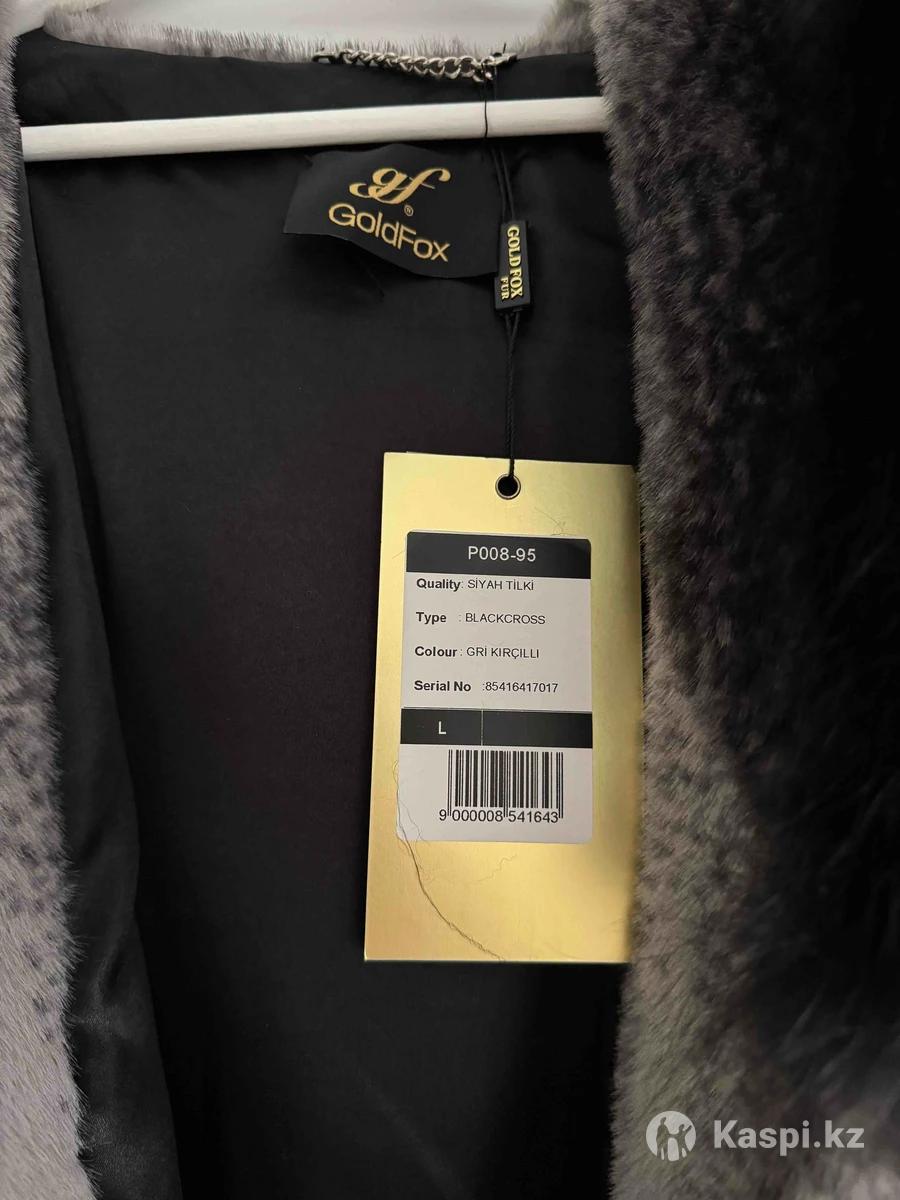 gf
®
GoldFox
GOLD FOX
FUR
P008-95
Quality: SİYAH TİLKİ
Type : BLACKCROSS
Colour : GRİ KIRÇILLI
Serial No :85416417017
L
9 000008 541643
Kaspi.kz